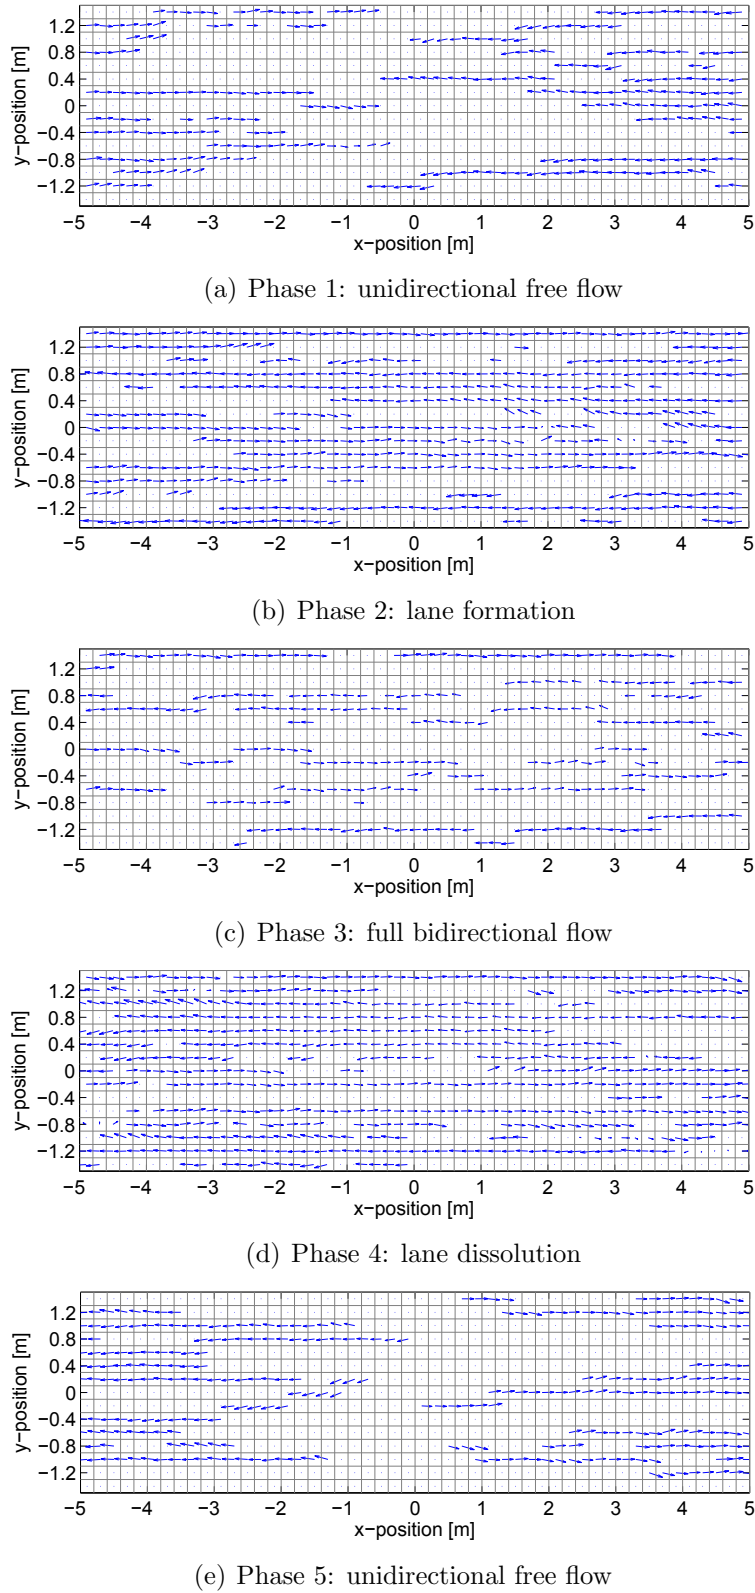 1.2
0.8
0.4
0
−0.4
−0.8
−1.2
y−position [m]
−5 −4 −3 −2 −1 0 1 2 3 4 5
x−position [m]
(a) Phase 1: unidirectional free flow
1.2
0.8
0.4
0
−0.4
−0.8
−1.2
y−position [m]
−5 −4 −3 −2 −1 0 1 2 3 4 5
x−position [m]
(b) Phase 2: lane formation
1.2
0.8
0.4
0
−0.4
−0.8
−1.2
y−position [m]
−5 −4 −3 −2 −1 0 1 2 3 4 5
x−position [m]
(c) Phase 3: full bidirectional flow
1.2
0.8
0.4
0
−0.4
−0.8
−1.2
y−position [m]
−5 −4 −3 −2 −1 0 1 2 3 4 5
x−position [m]
(d) Phase 4: lane dissolution
1.2
0.8
0.4
0
−0.4
−0.8
−1.2
y−position [m]
−5 −4 −3 −2 −1 0 1 2 3 4 5
x−position [m]
(e) Phase 5: unidirectional free flow